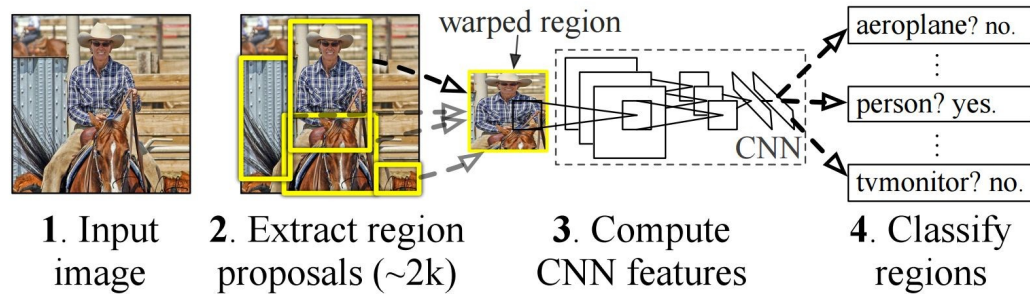 warped region
aeroplane? no.
person? yes.
CNN
tvmonitor? no.
1. Input
image
2. Extract region
proposals (~2k)
3. Compute
CNN features
4. Classify
regions